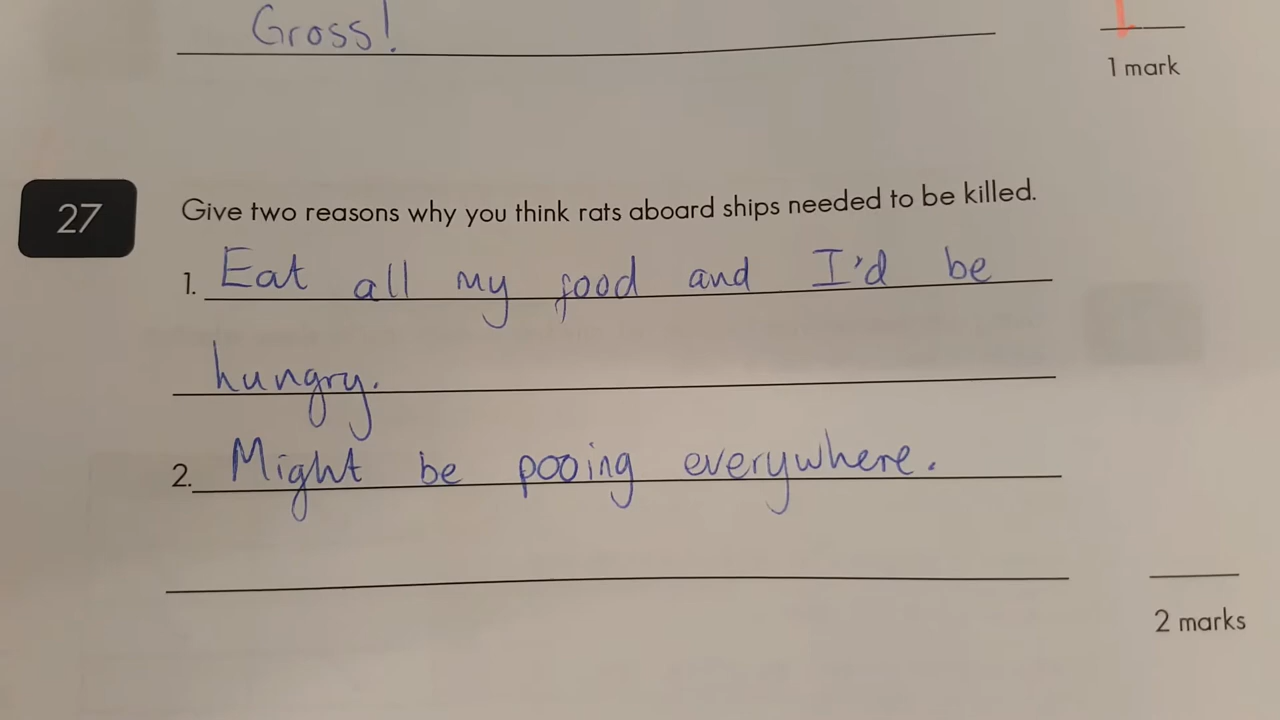 Gross!
1 mark
27
Give two reasons why you think rats aboard ships needed to be killed.
1. Eat all my food and I'd be
hungry.
2. Might be pooing everywhere.
2 marks